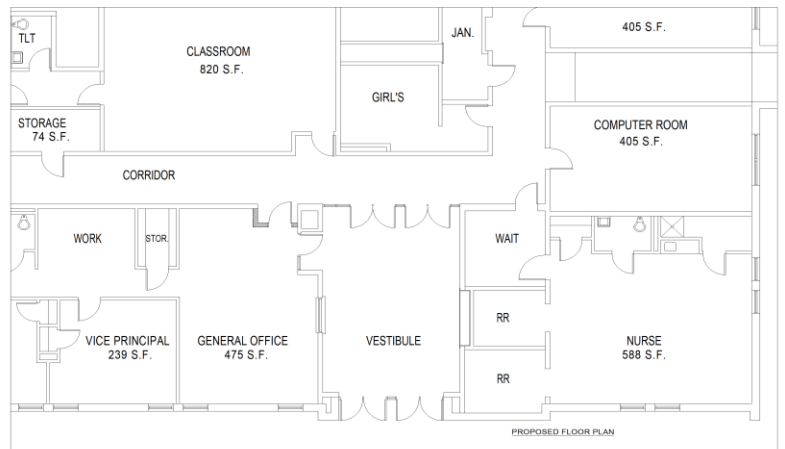 TLT
CLASSROOM
820 S.F.
JAN.
405 S.F.
GIRL'S
STORAGE
74 S.F.
COMPUTER ROOM
405 S.F.
CORRIDOR
WORK
STOR.
WAIT
RR
VICE PRINCIPAL
239 S.F.
GENERAL OFFICE
475 S.F.
VESTIBULE
NURSE
588 S.F.
RR
PROPOSED FLOOR PLAN